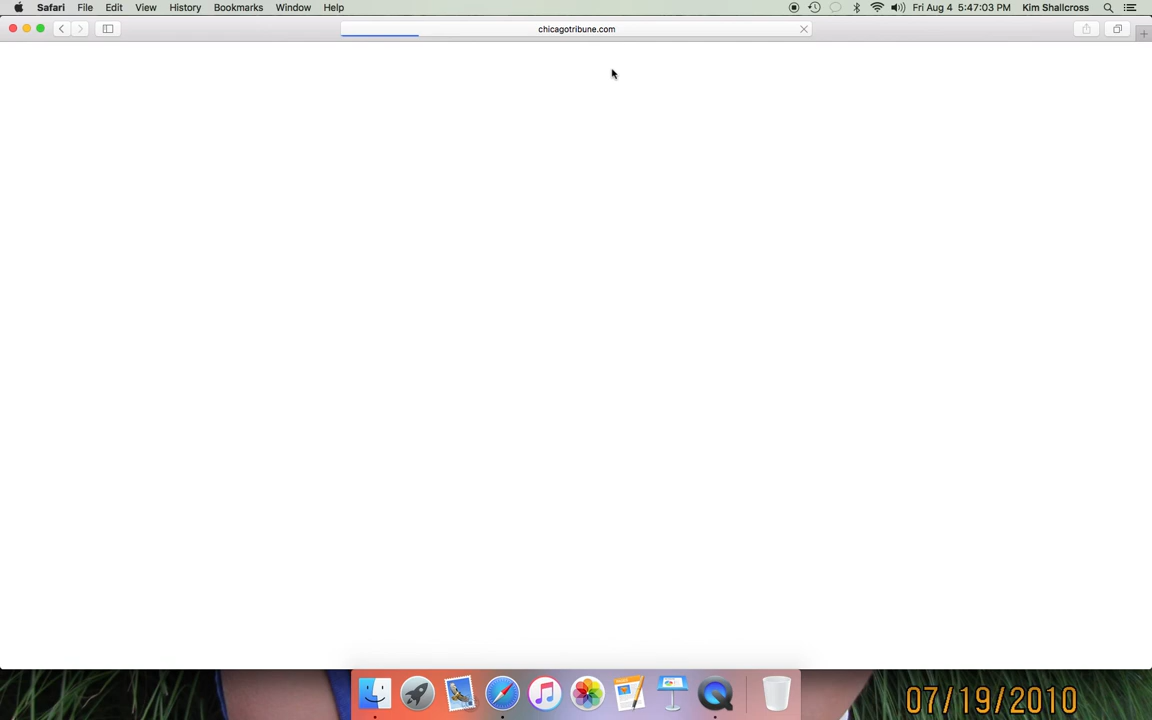 Safari File Edit View History Bookmarks Window Help Fri Aug 4 5:47:03 PM Kim Shallcross
chicagotribune.com
07/19/2010